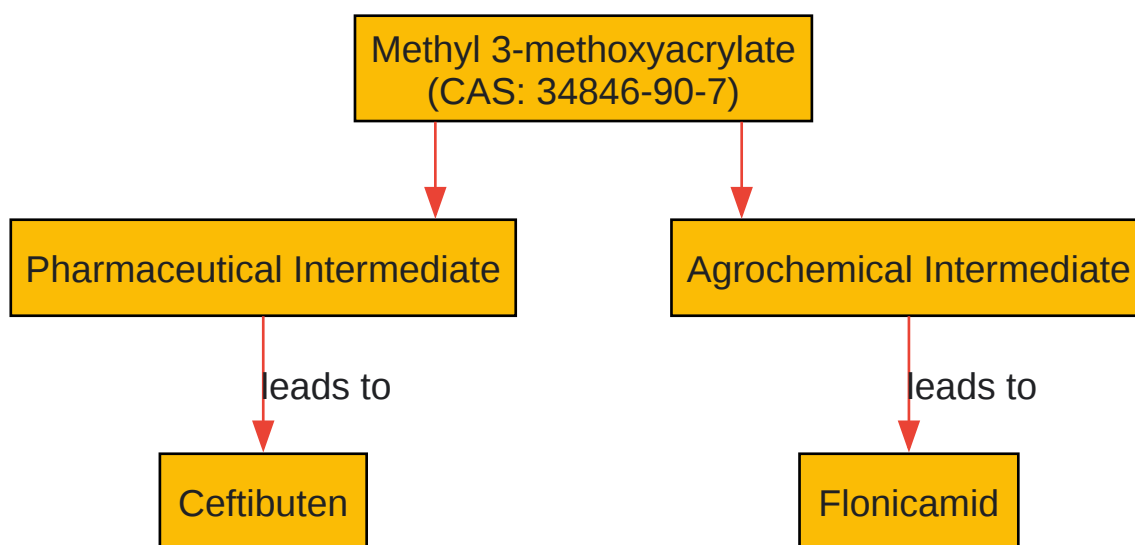 Methyl 3-methoxyacrylate
(CAS: 34846-90-7)
Pharmaceutical Intermediate
Agrochemical Intermediate
leads to
leads to
Ceftibuten
Flonicamid